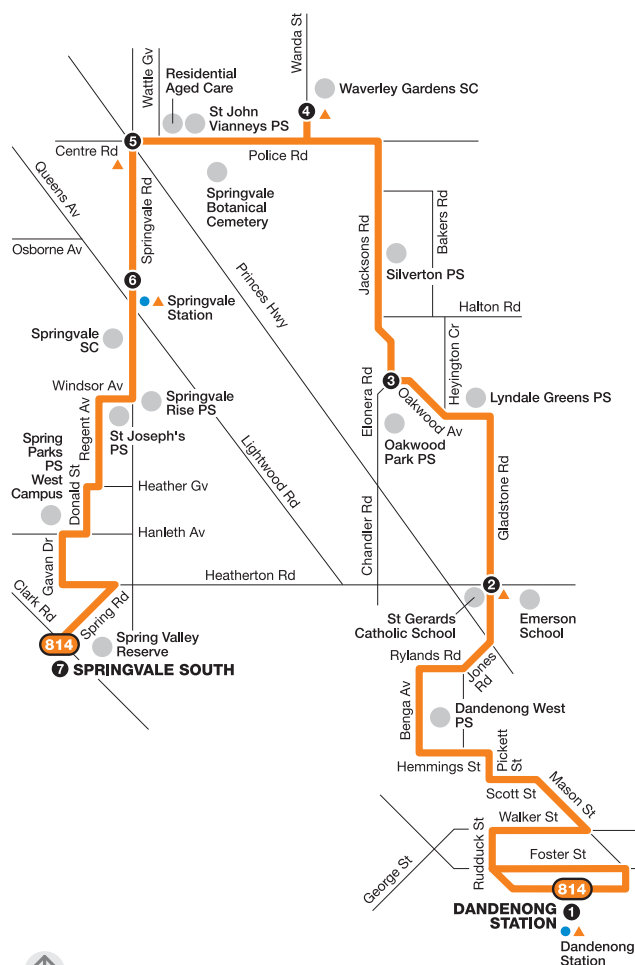 Wanda St
Wattle Gv
Residential
Aged Care
Waverley Gardens SC
St John
Vianneys PS
4
5
Centre Rd
Police Rd
Queens Av
Springvale Rd
Springvale
Botanical
Cemetery
Osborne Av
Princes Hwy
Jacksons Rd
Bakers Rd
Silverton PS
6
Springvale
Station
Halton Rd
Springvale
SC
Heyington Cr
3
Elonera Rd
Oakwood Av
Lyndale Greens PS
Windsor Av
Regent Av
Springvale
Rise PS
St Joseph's
PS
Oakwood
Park PS
Spring
Parks
PS
West
Campus
Donald St
Lightwood Rd
Gladstone Rd
Heather Gv
Chandler Rd
Hanleth Av
Gavan Dr
Heatherton Rd
2
Clark Rd
Spring Rd
St Gerards
Catholic School
Emerson
School
814
Spring Valley
Reserve
7 SPRINGVALE SOUTH
Rylands Rd
Jones
Rd
Benga Av
Dandenong West
PS
Pickett
St
Hemmings St
Scott St
Mason St
Walker St
Rudduck St
Foster St
George St
814
DANDENONG
STATION
1
Dandenong
Station